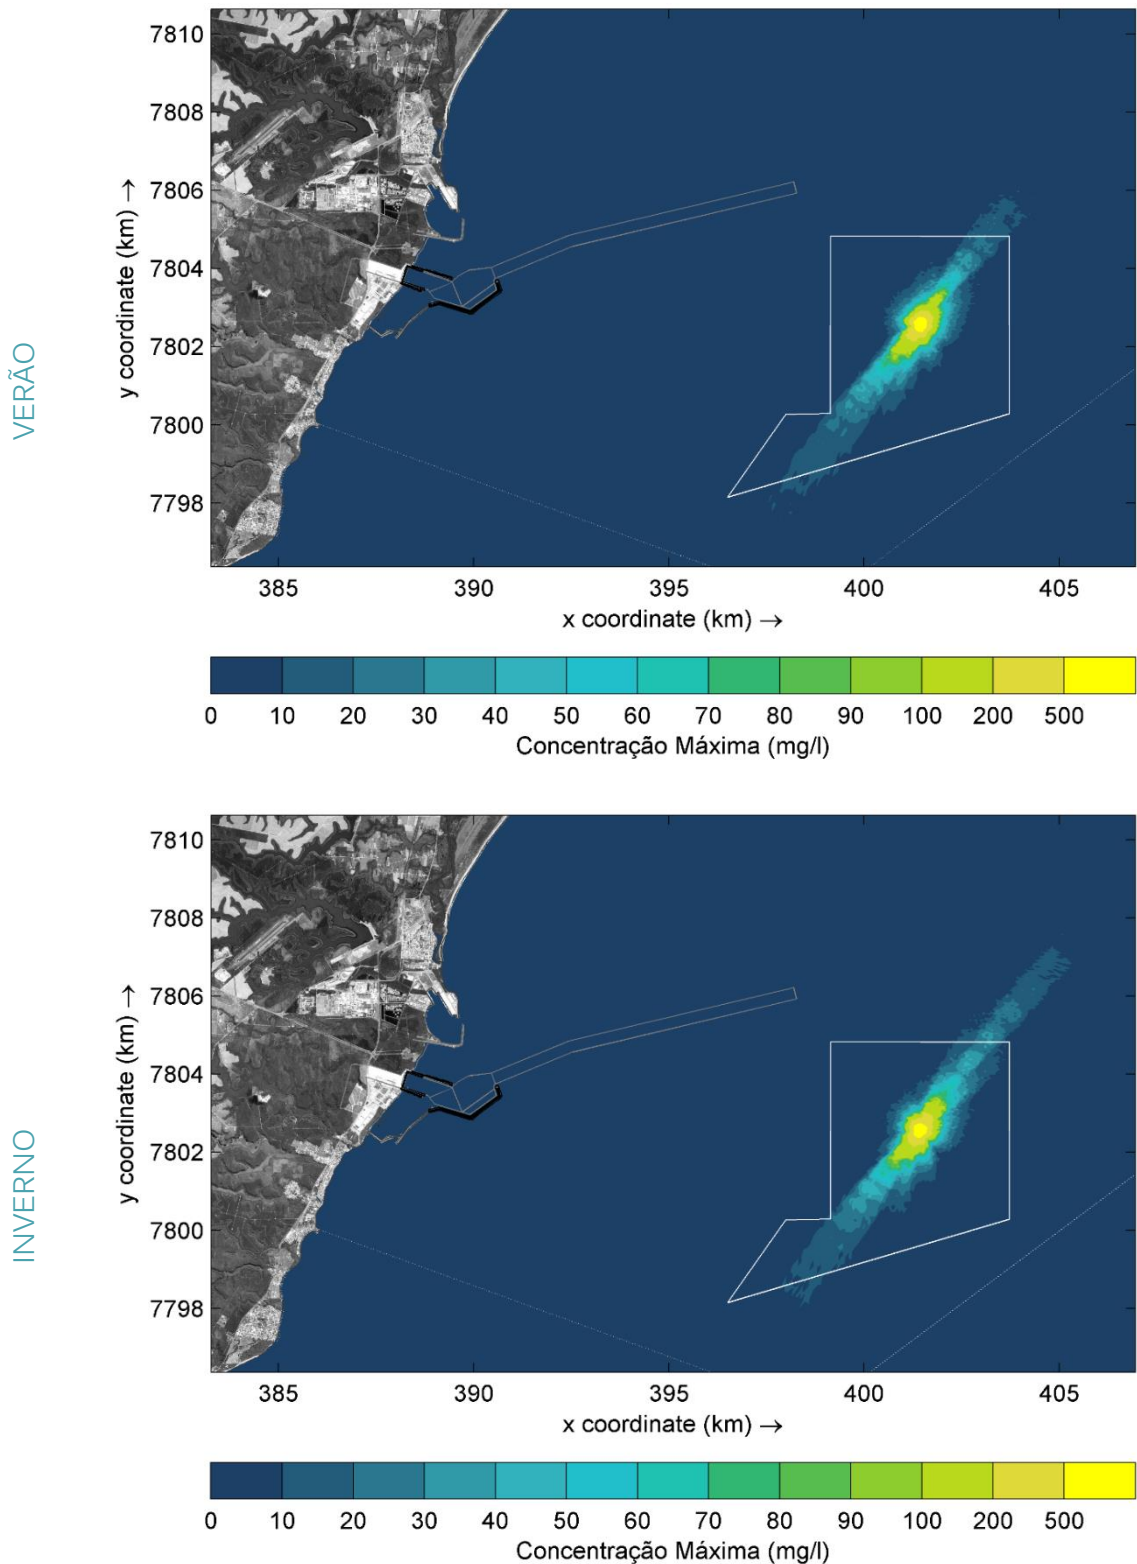 VERÃO
y coordinate (km) →
7810
7808
7806
7804
7802
7800
7798
385 390 395 400 405
x coordinate (km) →
0 10 20 30 40 50 60 70 80 90 100 200 500
Concentração Máxima (mg/l)
INVERNO
y coordinate (km) →
7810
7808
7806
7804
7802
7800
7798
385 390 395 400 405
x coordinate (km) →
0 10 20 30 40 50 60 70 80 90 100 200 500
Concentração Máxima (mg/l)